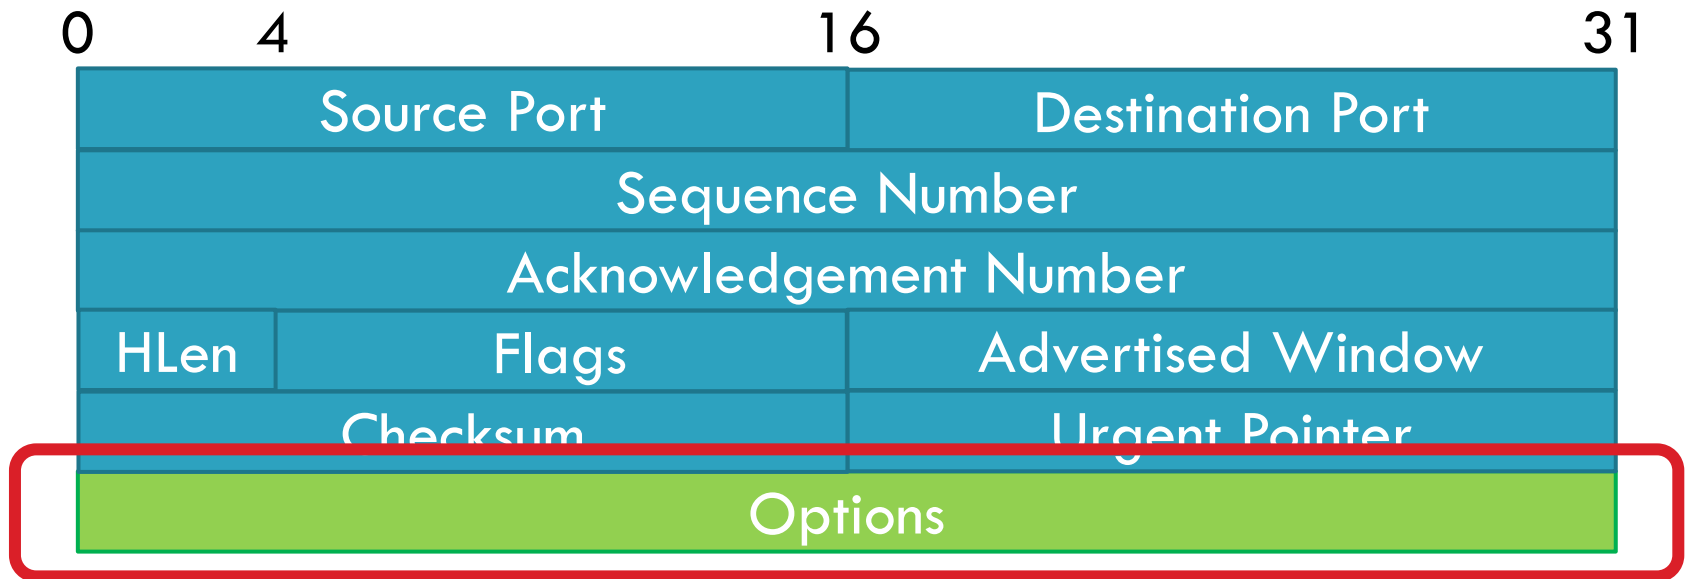 0 4 16 31
Source Port Destination Port
Sequence Number
Acknowledgement Number
HLen Flags Advertised Window
Checksum Urgent Pointer
Options